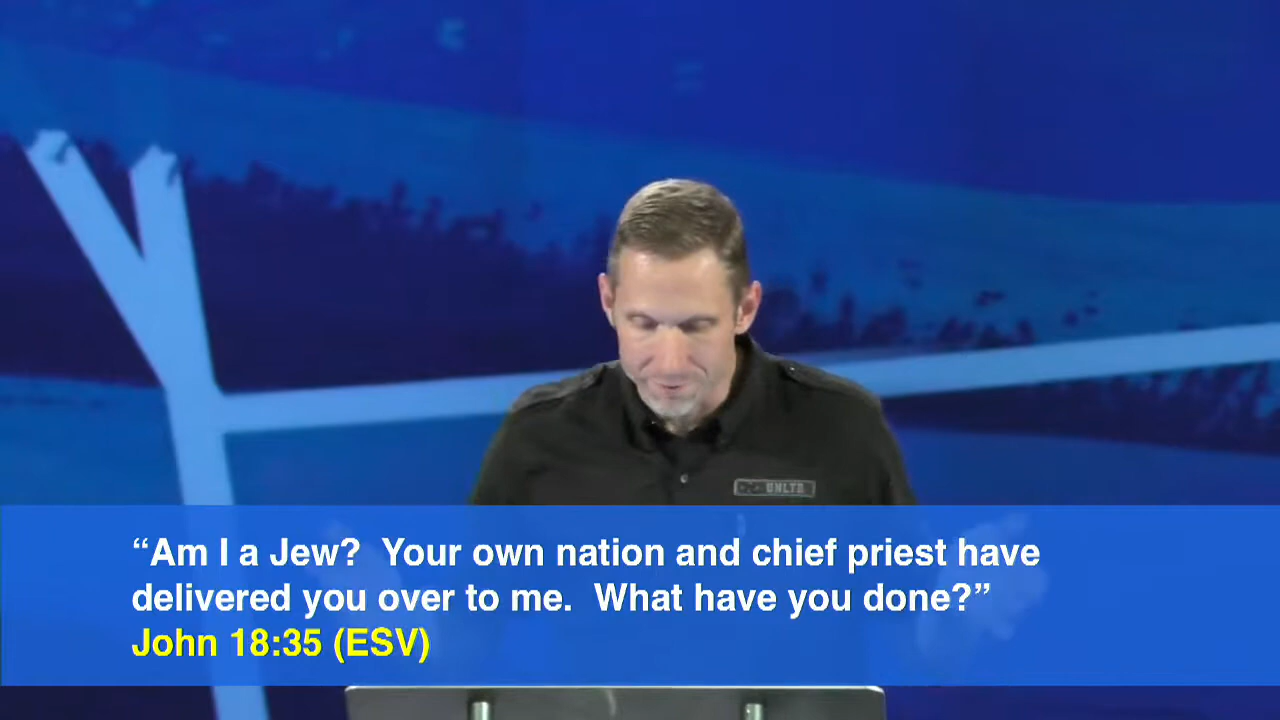 UNLTD
“Am I a Jew?  Your own nation and chief priest have
delivered you over to me.  What have you done?”
John 18:35 (ESV)